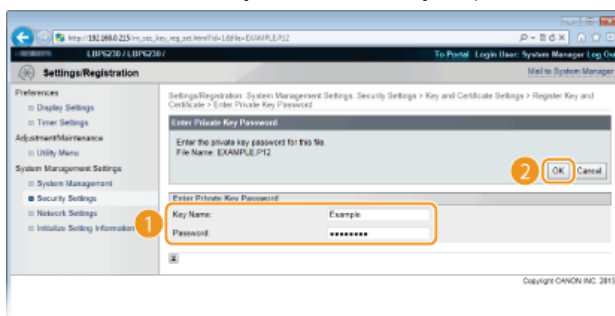 http://192.168.0.215/m_sec_key_reg_set.html?id=1&file=EXAMPLE.P12
LBP6230 / LBP6230 /
To Portal Login User: System Manager Log Ou
Settings/Registration
Mail to System Manager
Preferences
Display Settings
Timer Settings
Adjustment/Maintenance
Utility Menu
System Management Settings
System Management
Security Settings
Network Settings
Initialize Setting Information
Settings/Registration: System Management Settings: Security Settings > Key and Certificate Settings > Register Key and
Certificate > Enter Private Key Password
Enter Private Key Password
Enter the private key password for this file.
File Name: EXAMPLE.P12
2
OK Cancel
Enter Private Key Password
1
Key Name: Example
Password: ••••••••
Copyright CANON INC. 2013